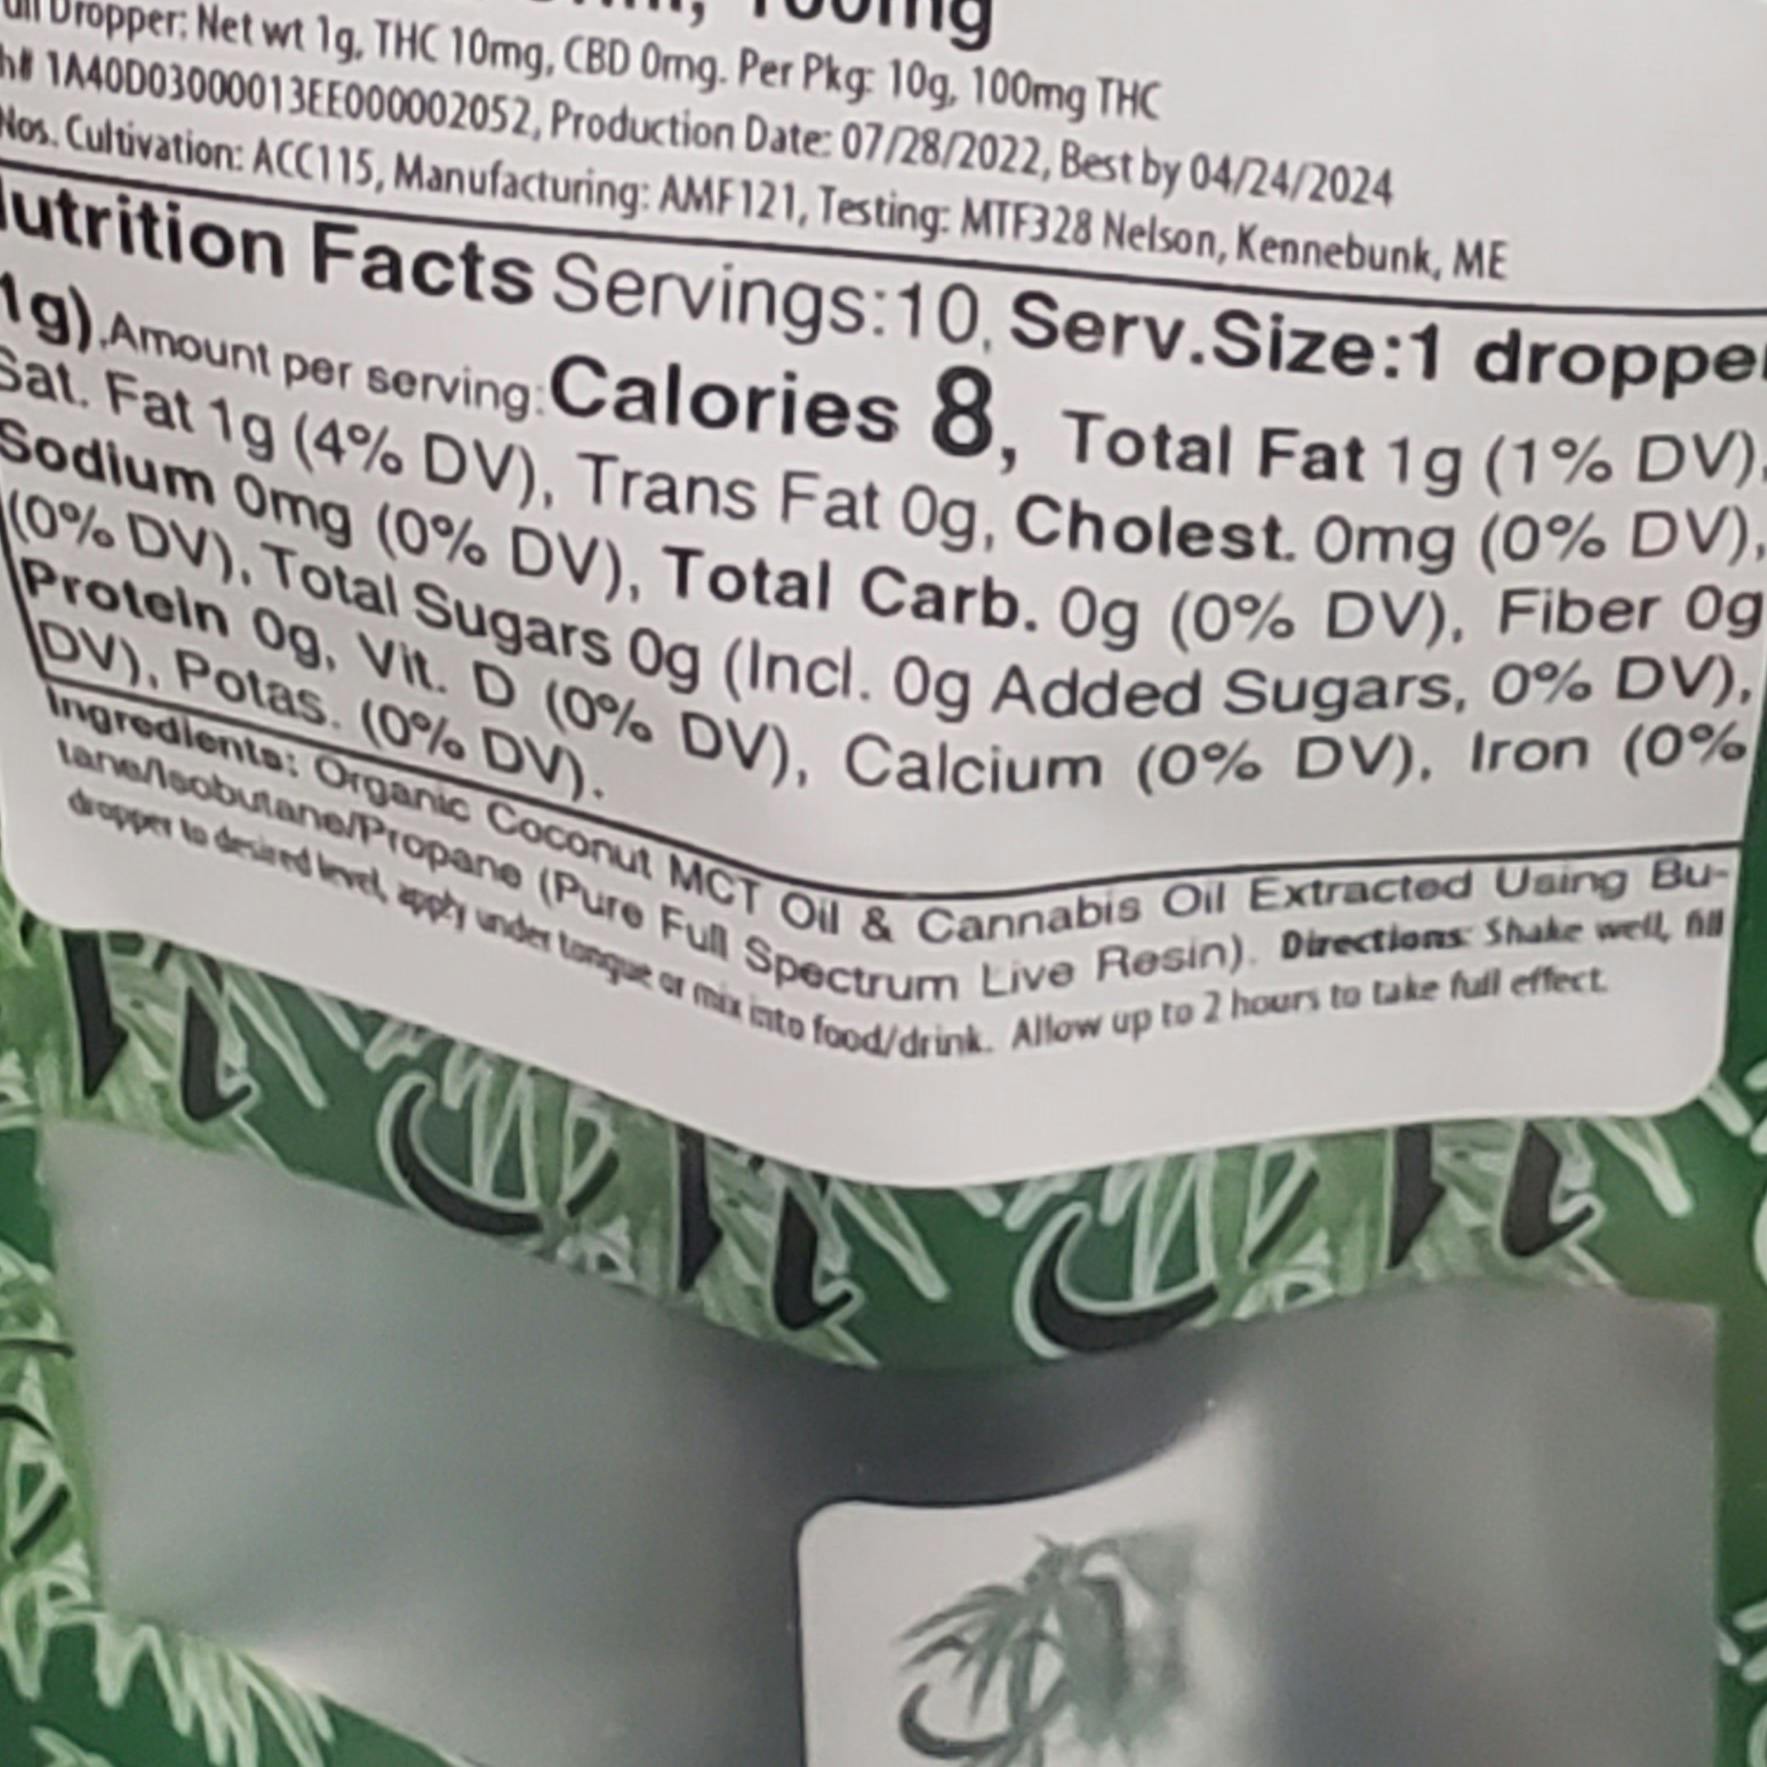 100mg
Dropper: Net wt 1g, THC 10mg, CBD 0mg. Per Pkg: 10g, 100mg THC
h# 1A40D03000013EE000002052, Production Date: 07/28/2022, Best by 04/24/2024
Nos. Cultivation: ACC115, Manufacturing: AMF121, Testing: MTF328 Nelson, Kennebunk, ME
utrition Facts Servings:10, Serv.Size:1 dropper
1g), Amount per serving: Calories 8, Total Fat 1g (1% DV),
Sat. Fat 1g (4% DV), Trans Fat 0g, Cholest. 0mg (0% DV),
Sodium 0mg (0% DV), Total Carb. 0g (0% DV), Fiber 0g
(0% DV), Total Sugars 0g (Incl. 0g Added Sugars, 0% DV),
Protein 0g, Vit. D (0% DV), Calcium (0% DV), Iron (0%
DV), Potas. (0% DV).
Ingredients: Organic Coconut MCT Oil & Cannabis Oil Extracted Using Bu-
tane/Isobutane/Propane (Pure Full Spectrum Live Resin). Directions: Shake well, fill
dropper to desired level, apply under tongue or mix into food/drink. Allow up to 2 hours to take full effect.